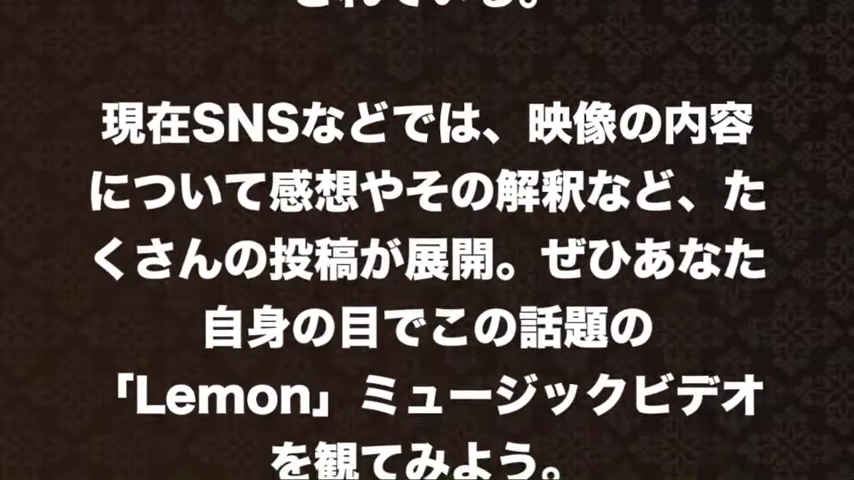 現在SNSなどでは、映像の内容
について感想やその解釈など、た
くさんの投稿が展開。ぜひあなた
自身の目でこの話題の
「Lemon」ミュージックビデオ
を観てみよう。